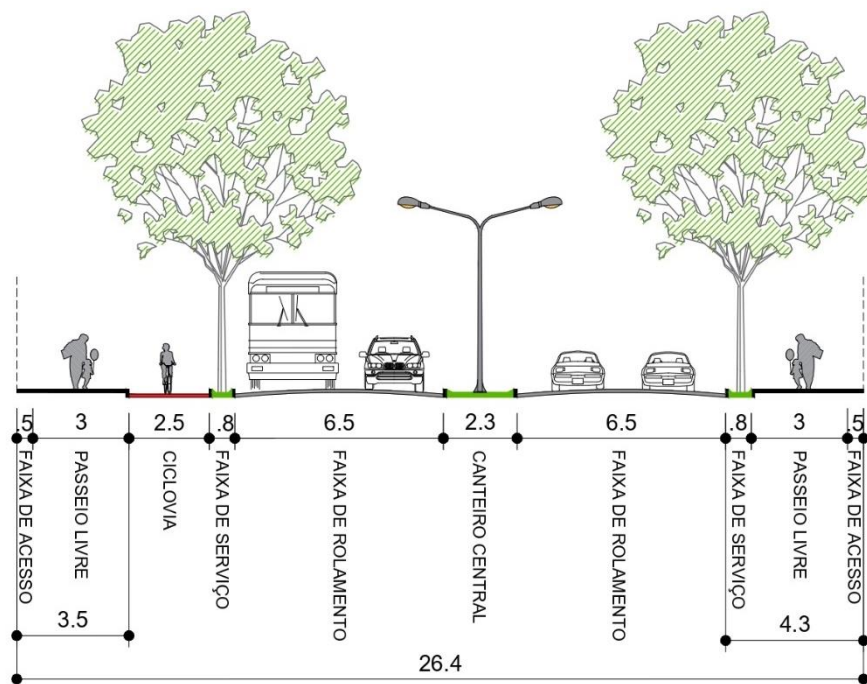 .5
3
2.5
.8
6.5
2.3
6.5
.8
3
.5
FAIXA DE ACESSO
PASSEIO LIVRE
CICLOVIA
FAIXA DE SERVIÇO
FAIXA DE ROLAMENTO
CANTEIRO CENTRAL
FAIXA DE ROLAMENTO
FAIXA DE SERVIÇO
PASSEIO LIVRE
FAIXA DE ACESSO
3.5
4.3
26.4